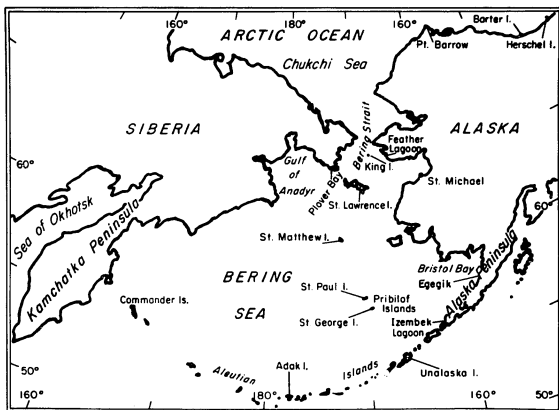 160°
180°
160°
ARCTIC OCEAN
Chukchi Sea
Pt. Barrow
Barter I.
Herschel I.
SIBERIA
Bering Strait
ALASKA
Feather
Lagoon
King I.
60°
Gulf
of
Anadyr
Plover Bay
St. Lawrence I.
St. Michael
60°
Sea of Okhotsk
Kamchatka Peninsula
St. Matthew I.
BERING
SEA
Bristol Bay
Egegik
Alaska Peninsula
Commander Is.
St. Paul I.
Pribilof
Islands
St George I.
Izembek
Lagoon
50°
Aleutian
Adak I.
Islands
Unalaska I.
160°
180°
160°
50°